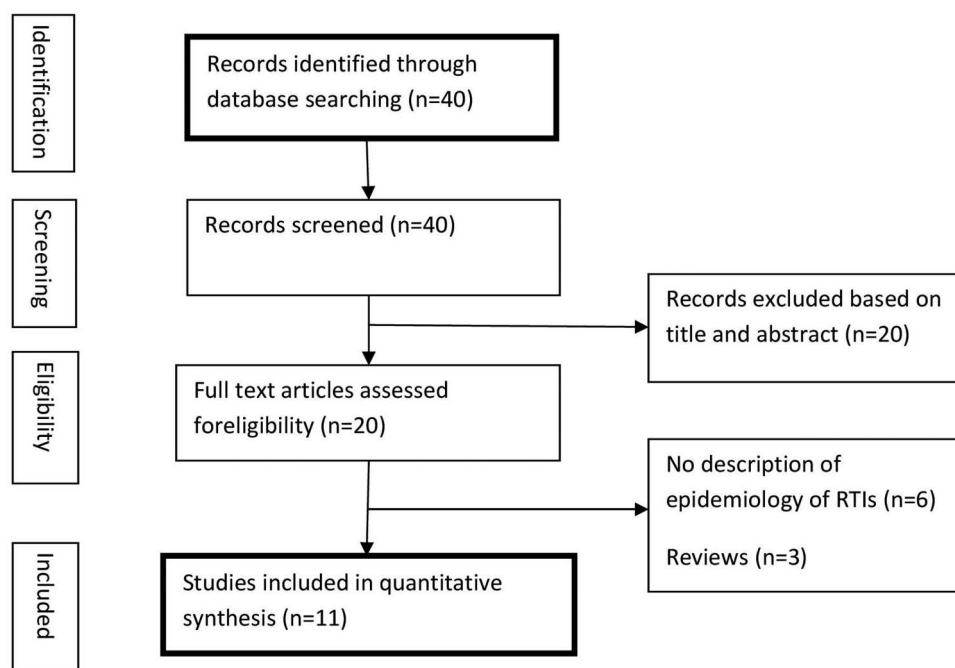 Identification
Records identified through
database searching (n=40)
Screening
Records screened (n=40)
Records excluded based on
title and abstract (n=20)
Eligibility
Full text articles assessed
foreligibility (n=20)
No description of
epidemiology of RTIs (n=6)
Reviews (n=3)
Included
Studies included in quantitative
synthesis (n=11)